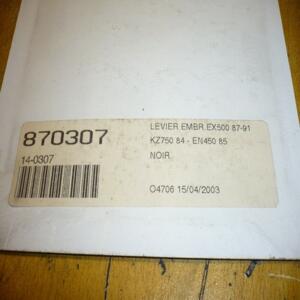 870307
14-0307
LEVIER EMBR.EX500 87-91
KZ750 84 - EN450 85
NOIR
O4706 15/04/2003